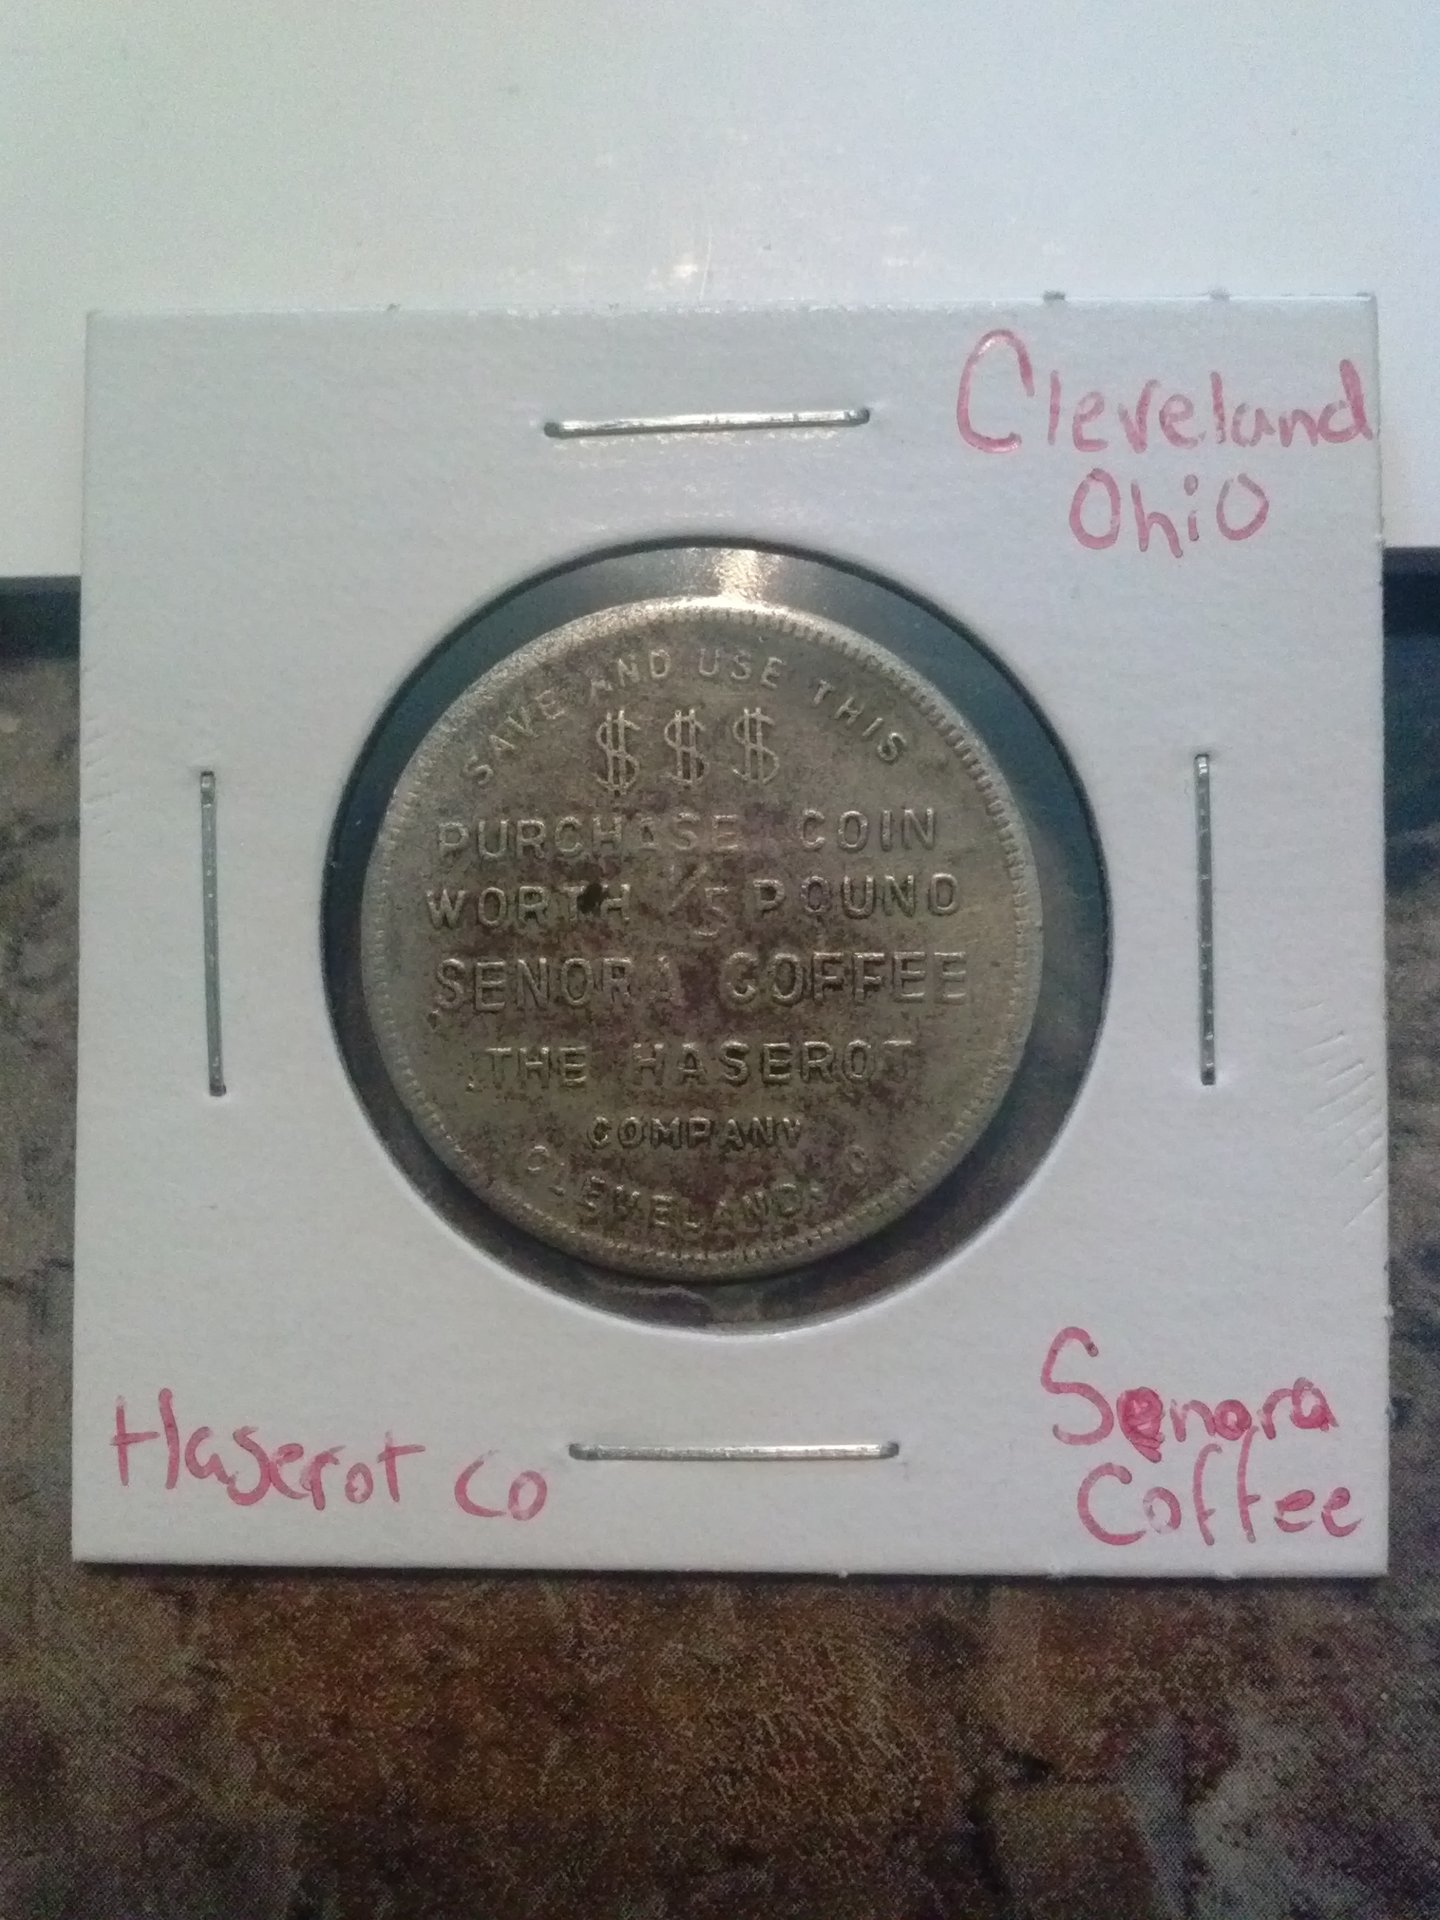 Cleveland
Ohio
SAVE AND USE THIS
$ $ $
PURCHASE COIN
WORTH 1/5 POUND
SENORA COFFEE
THE HASEROT
COMPANY
CLEVELAND, O
Haserot Co
Senora
Coffee